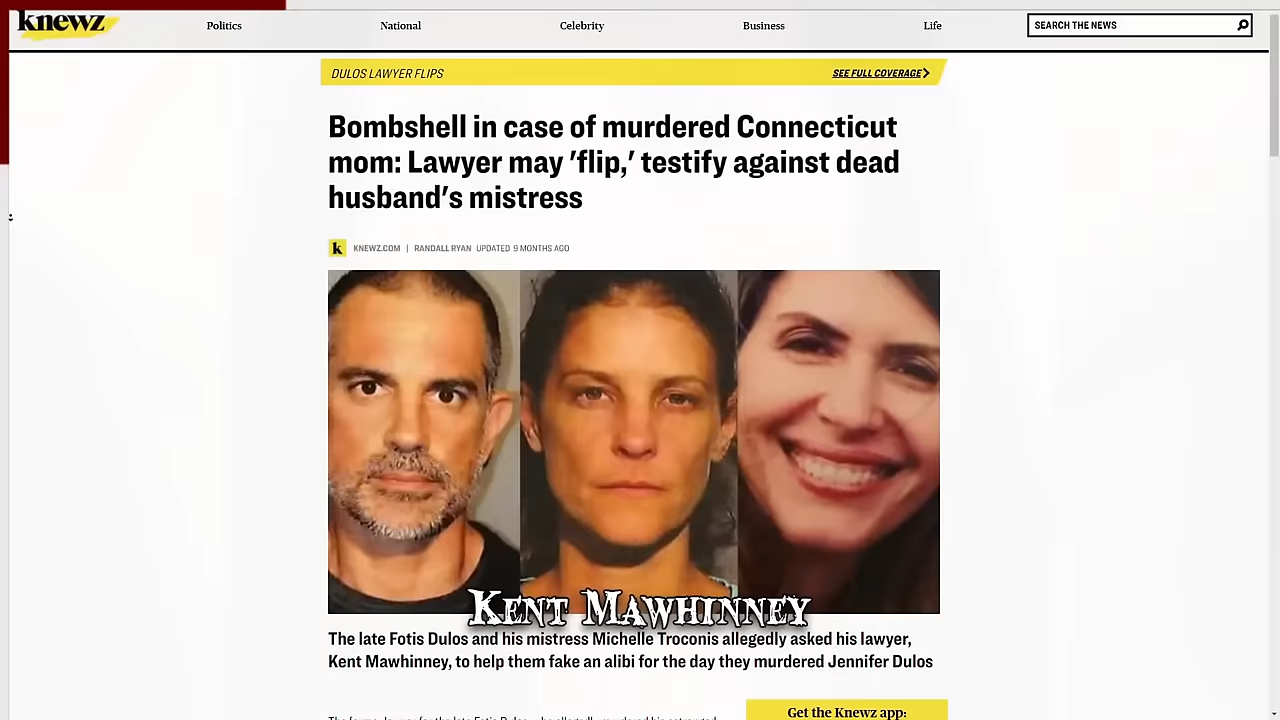 knewz
Politics
National
Celebrity
Business
Life
SEARCH THE NEWS
DULOS LAWYER FLIPS
SEE FULL COVERAGE
Bombshell in case of murdered Connecticut
mom: Lawyer may 'flip,' testify against dead
husband's mistress
k
KNEWZ.COM | RANDALL RYAN UPDATED 9 MONTHS AGO
KENT MAWHINNEY
The late Fotis Dulos and his mistress Michelle Troconis allegedly asked his lawyer,
Kent Mawhinney, to help them fake an alibi for the day they murdered Jennifer Dulos
Get the Knewz app: